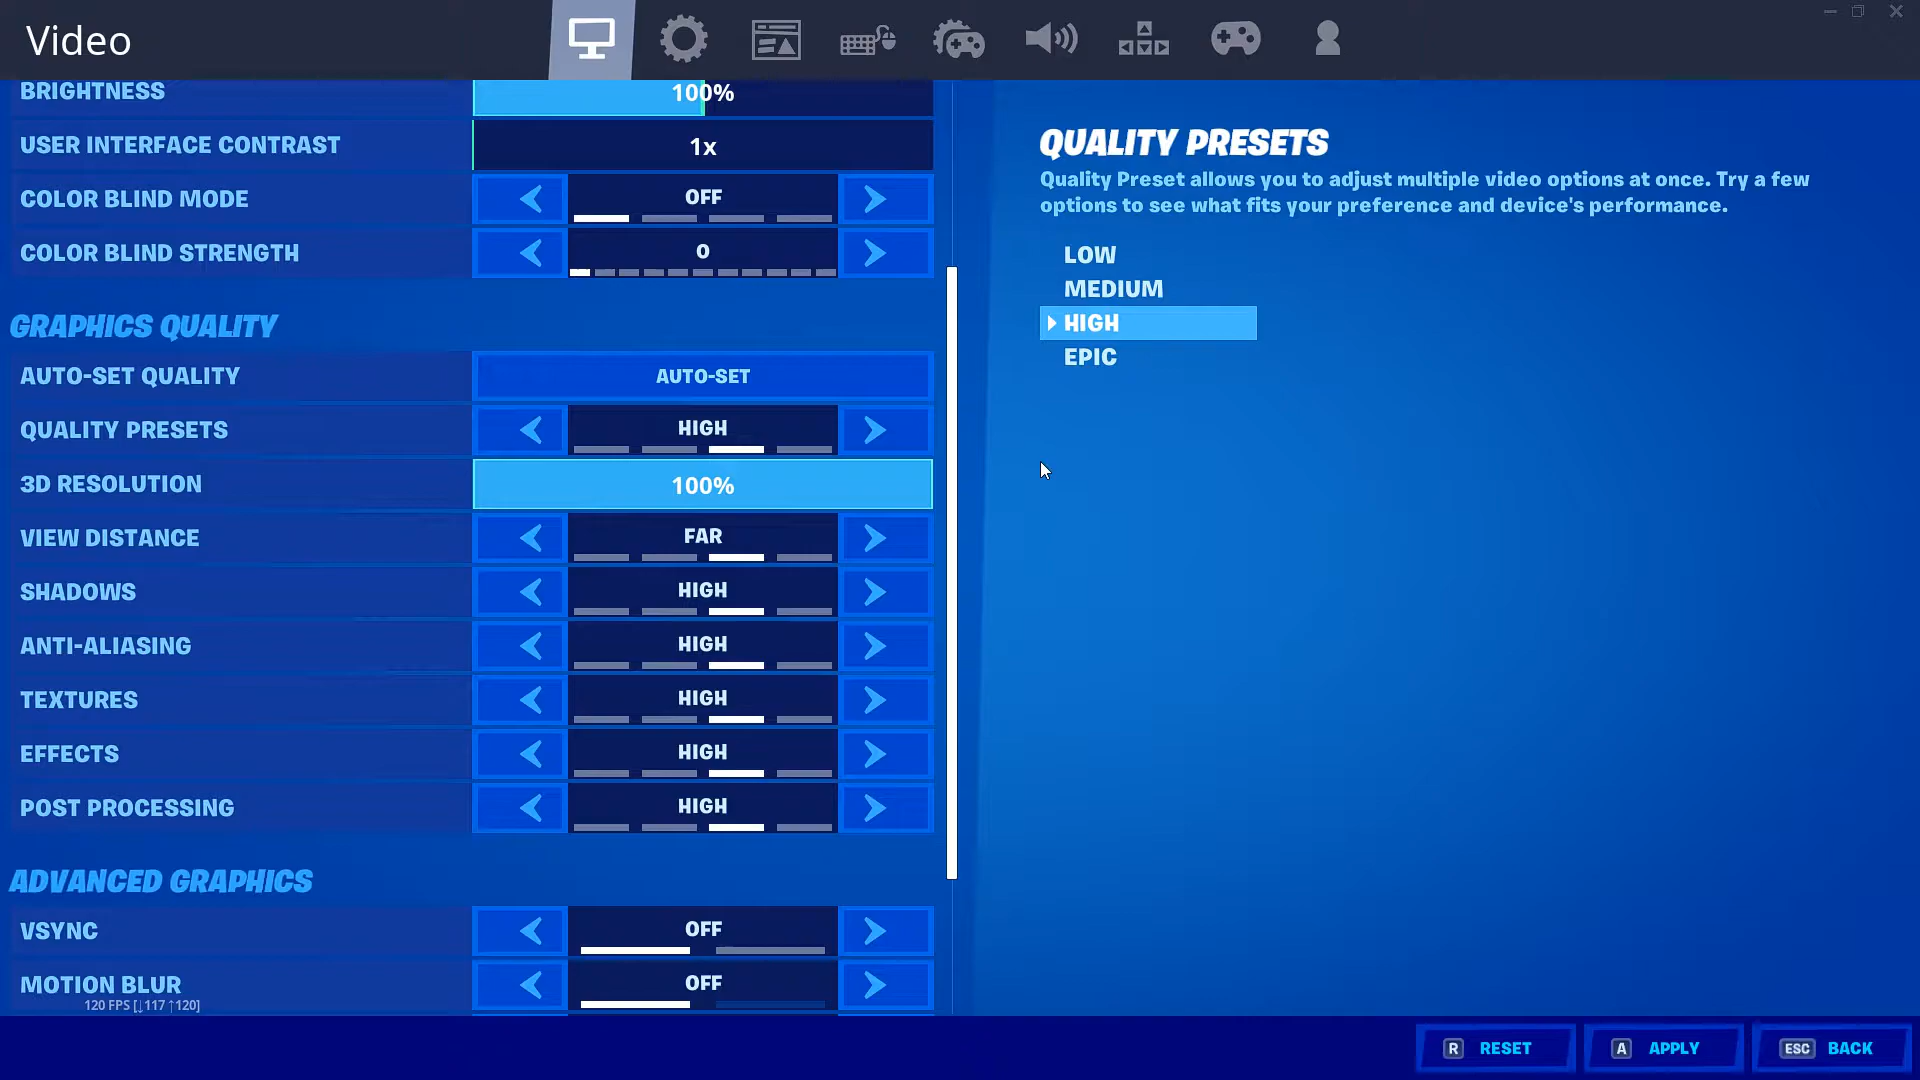 Video
BRIGHTNESS
100%
USER INTERFACE CONTRAST
1x
COLOR BLIND MODE
OFF
COLOR BLIND STRENGTH
0
GRAPHICS QUALITY
AUTO-SET QUALITY
AUTO-SET
QUALITY PRESETS
HIGH
3D RESOLUTION
100%
VIEW DISTANCE
FAR
SHADOWS
HIGH
ANTI-ALIASING
HIGH
TEXTURES
HIGH
EFFECTS
HIGH
POST PROCESSING
HIGH
ADVANCED GRAPHICS
VSYNC
OFF
MOTION BLUR
OFF
120 FPS [↓117 ↑120]
QUALITY PRESETS
Quality Preset allows you to adjust multiple video options at once. Try a few
options to see what fits your preference and device's performance.
LOW
MEDIUM
HIGH
EPIC
R RESET
A APPLY
ESC BACK